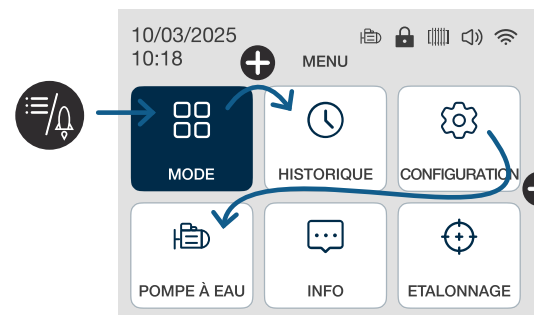 10/03/2025
10:18
MENU
MODE
HISTORIQUE
CONFIGURATION
POMPE À EAU
INFO
ETALONNAGE